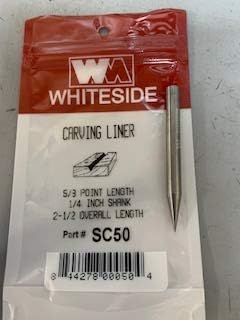 WM
WHITESIDE
CARVING LINER
5/8 POINT LENGTH
1/4 INCH SHANK
2-1/2 OVERALL LENGTH
Part # SC50
8 44278 00050 4